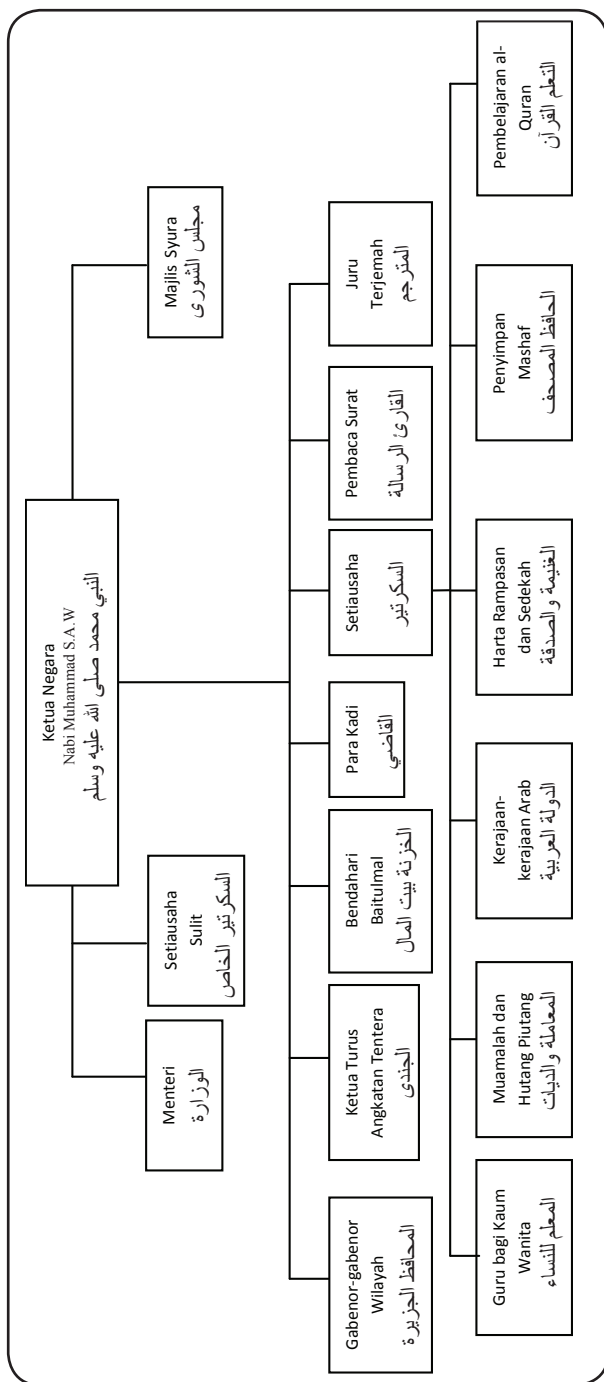 Ketua Negara
Nabi Muhammad S.A.W
النبي محمد صلى الله عليه وسلم
Menteri
الوزارة
Setiausaha
Sulit
السكرتير الخاص
Majlis Syura
مجلس الشورى
Gabenor-gabenor
Wilayah
المحافظ الجزيرة
Ketua Turus
Angkatan Tentera
الجندى
Bendahari
Baitulmal
الخزنة بيت المال
Para Kadi
القاضي
Setiausaha
السكرتير
Pembaca Surat
القارئ الرسالة
Juru
Terjemah
المترجم
Guru bagi Kaum
Wanita
المعلم للنساء
Muamalah dan
Hutang Piutang
المعاملة والديات
Kerajaan-
kerajaan Arab
الدولة العربية
Harta Rampasan
dan Sedekah
الغنيمة والصدقة
Penyimpan
Mashaf
الحافظ المصحف
Pembelajaran al-
Quran
التعلم القرآن